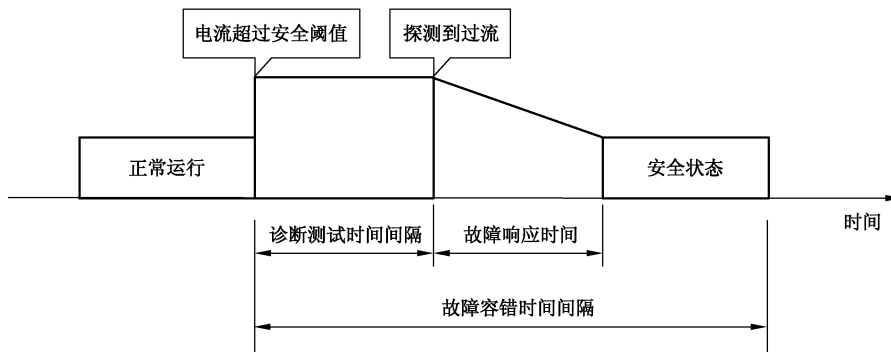 电流超过安全阈值
探测到过流
正常运行
安全状态
时间
诊断测试时间间隔
故障响应时间
故障容错时间间隔